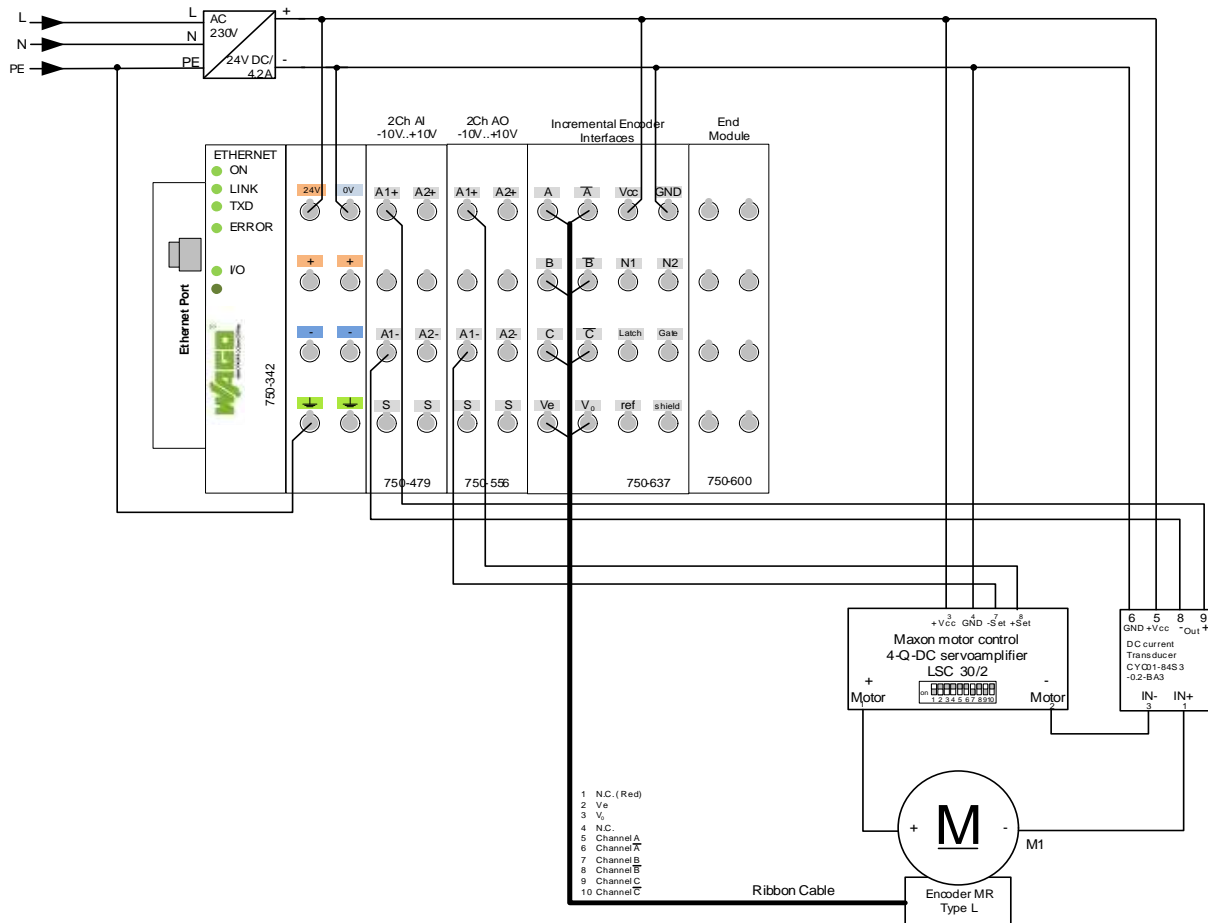 L L AC 230V +
N N
PE PE 24V DC/ 4.2A -
2Ch AI -10V..+10V
2Ch AO -10V..+10V
Incremental Encoder Interfaces
End Module
ETHERNET
ON
LINK
TXD
ERROR
I/O
Ethernet Port
WAGO
750-342
24V 0V A1+ A2+ A1+ A2+ A A Vcc GND
+ + B B N1 N2
- - A1- A2- A1- A2- C C Latch Gate
S S S S Ve V0 ref shield
750-479 750-556 750-637 750-600
3 4 7 8
+Vcc GND -Set +Set
Maxon motor control
4-Q-DC servoamplifier
LSC 30/2
on
1 2 3 4 5 6 7 8 9 10
+ Motor 1
- Motor 2
6 5 8 9
GND +Vcc - Out +
DC current
Transducer
CYC01-84S3
-0.2-BA3
IN- IN+
3 1
+ M -
M1
1 N.C. (Red)
2 Ve
3 V0
4 N.C.
5 Channel A
6 Channel A
7 Channel B
8 Channel B
9 Channel C
10 Channel C
Ribbon Cable
Encoder MR
Type L